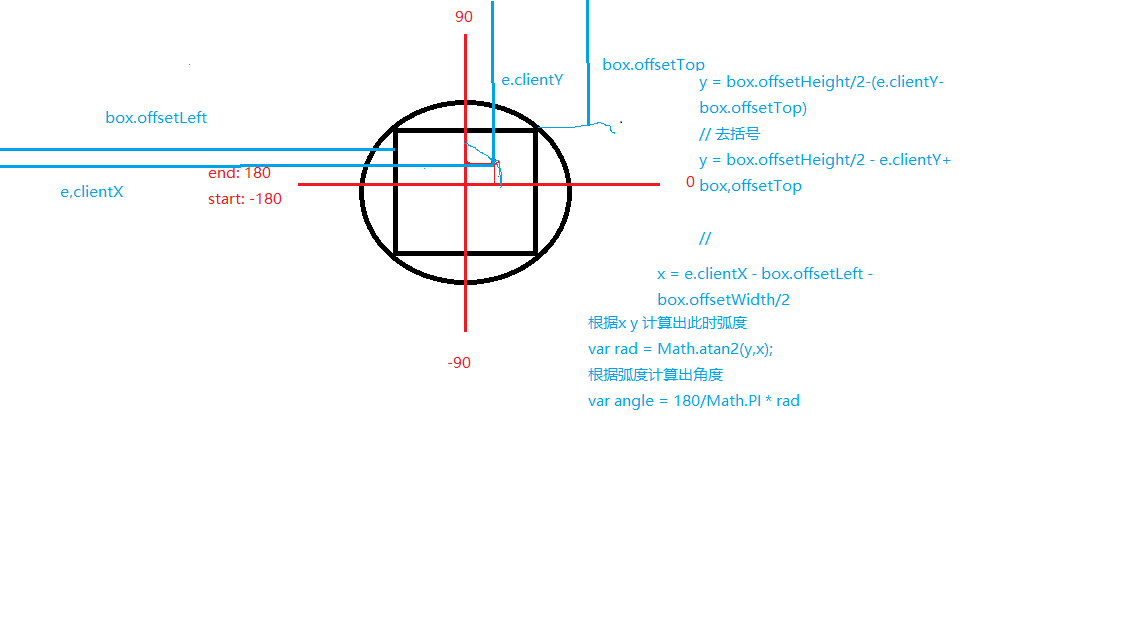 90
box.offsetTop
e.clientY
y = box.offsetHeight/2-(e.clientY-
box.offsetTop)
box.offsetLeft
// 去括号
y = box.offsetHeight/2 - e.clientY+
box,offsetTop
end: 180
0
e,clientX
start: -180
//
x = e.clientX - box.offsetLeft -
box.offsetWidth/2
根据x y 计算出此时弧度
var rad = Math.atan2(y,x);
-90
根据弧度计算出角度
var angle = 180/Math.PI * rad